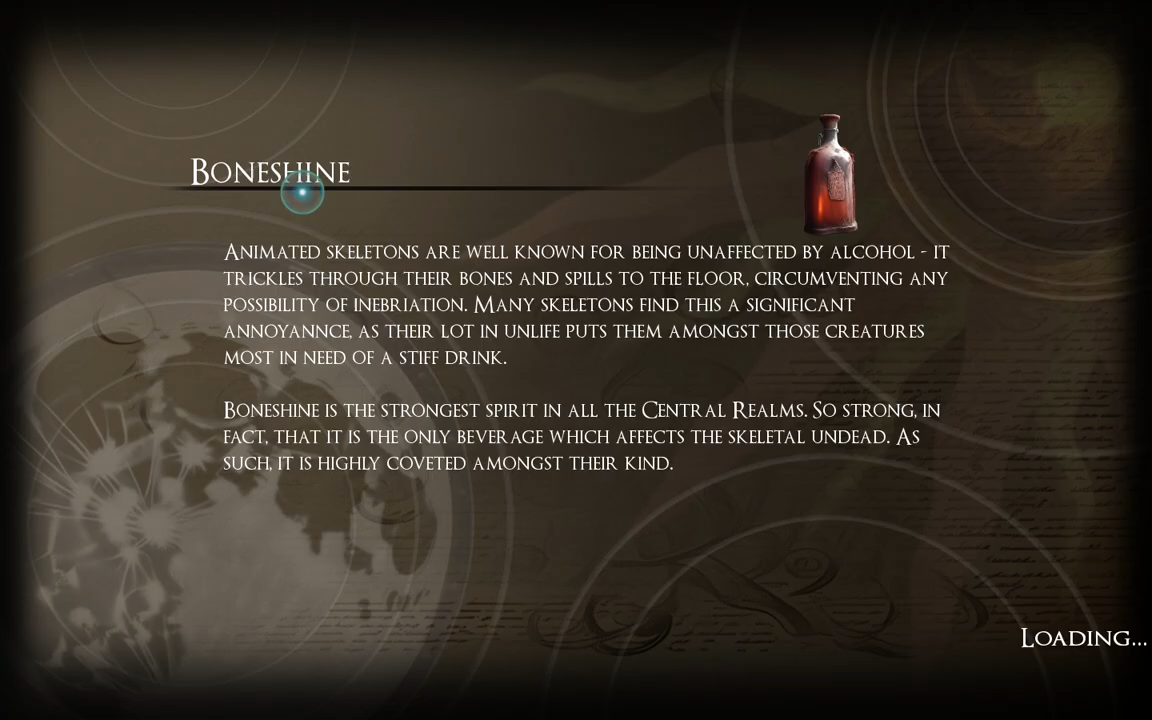 Boneshine
Animated skeletons are well known for being unaffected by alcohol - it
trickles through their bones and spills to the floor, circumventing any
possibility of inebriation. Many skeletons find this a significant
annoyannce, as their lot in unlife puts them amongst those creatures
most in need of a stiff drink.
Boneshine is the strongest spirit in all the Central Realms. So strong, in
fact, that it is the only beverage which affects the skeletal undead. As
such, it is highly coveted amongst their kind.
Loading...